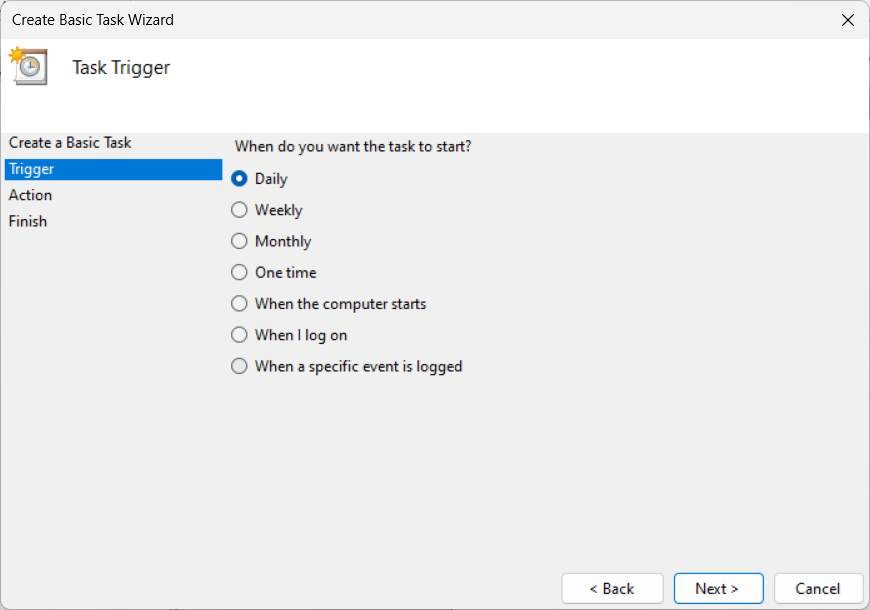 Create Basic Task Wizard
Task Trigger
Create a Basic Task
Trigger
Action
Finish
When do you want the task to start?
Daily
Weekly
Monthly
One time
When the computer starts
When I log on
When a specific event is logged
< Back
Next >
Cancel